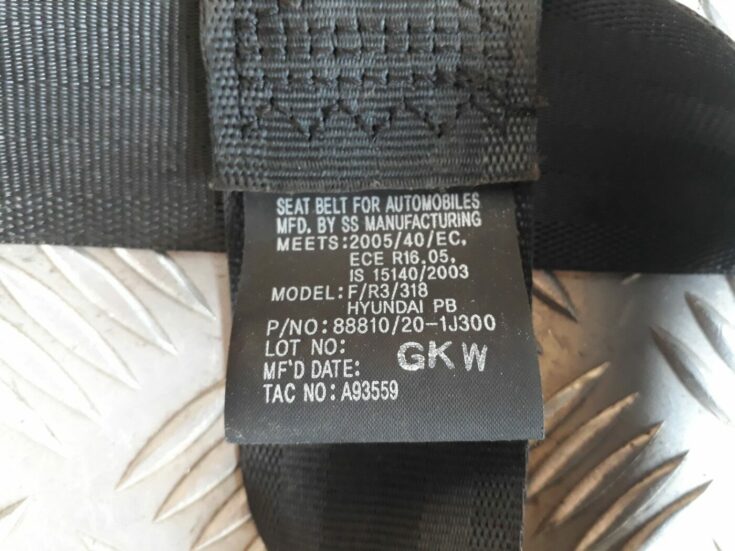 SEAT BELT FOR AUTOMOBILES
MFD. BY SS MANUFACTURING
MEETS:2005/40/EC,
ECE R16.05,
IS 15140/2003
MODEL:F/R3/318
HYUNDAI PB
P/NO:88810/20-1J300
LOT NO:
GKW
MF'D DATE:
TAC NO:A93559